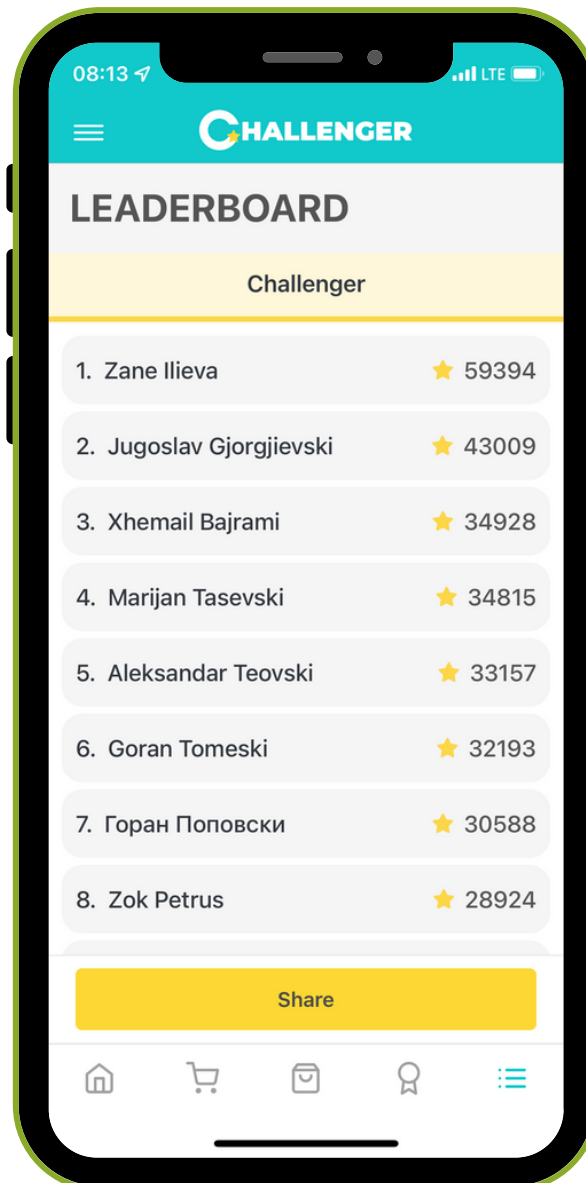 08:13 LTE
CHALLENGER
LEADERBOARD
Challenger
1. Zane Ilieva 59394
2. Jugoslav Gjorgjievski 43009
3. Xhemail Bajrami 34928
4. Marijan Tasevski 34815
5. Aleksandar Teovski 33157
6. Goran Tomeski 32193
7. Горан Поповски 30588
8. Zok Petrus 28924
Share